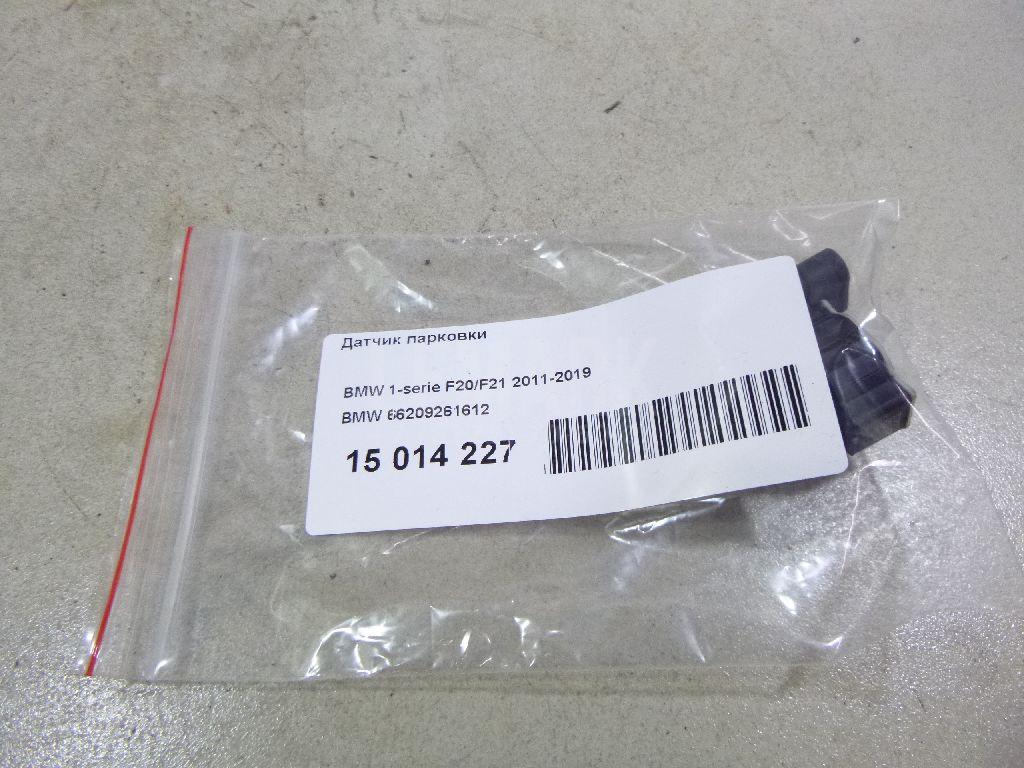 Датчик парковки
BMW 1-serie F20/F21 2011-2019
BMW 66209261612
15 014 227